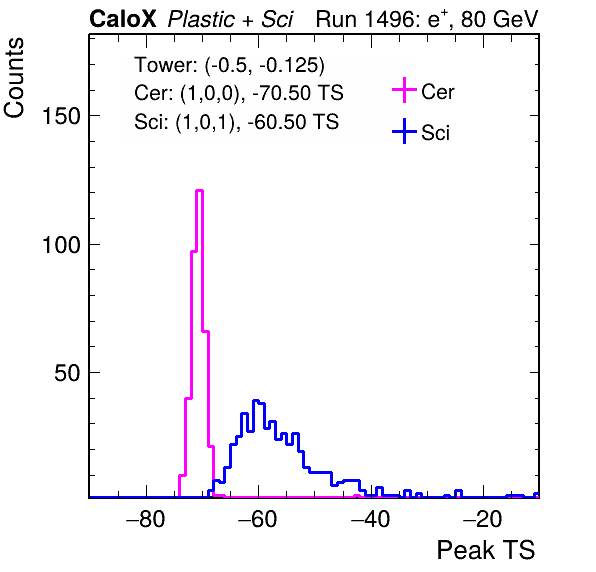 CaloX Plastic + Sci Run 1496: e⁺, 80 GeV
Counts
Tower: (-0.5, -0.125)
Cer: (1,0,0), -70.50 TS
Sci: (1,0,1), -60.50 TS
Cer
Sci
150
100
50
−80 −60 −40 −20
Peak TS